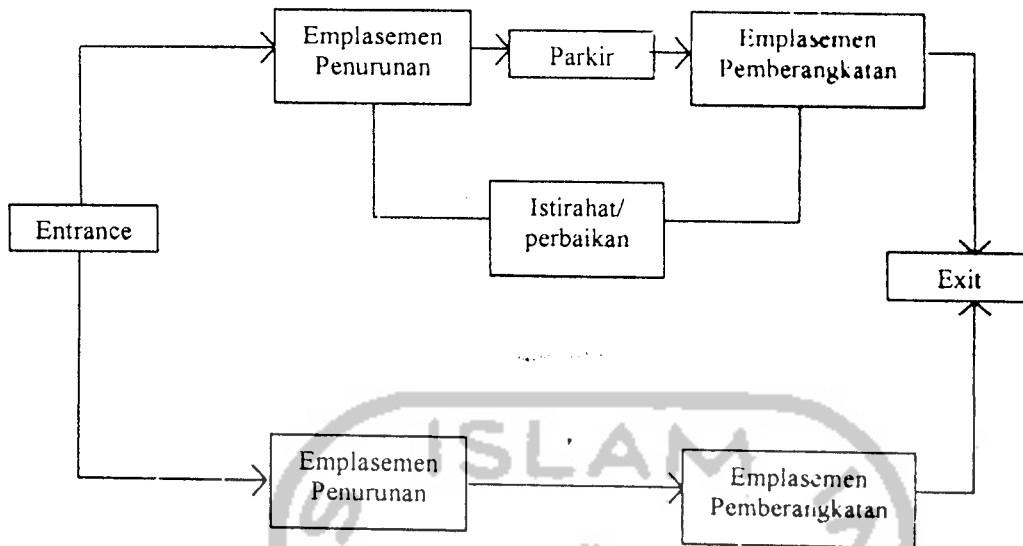 Emplasemen
Penurunan
Parkir
Emplasemen
Pemberangkatan
Istirahat/
perbaikan
Entrance
Exit
ISLAM
Emplasemen
Penurunan
Emplasemen
Pemberangkatan